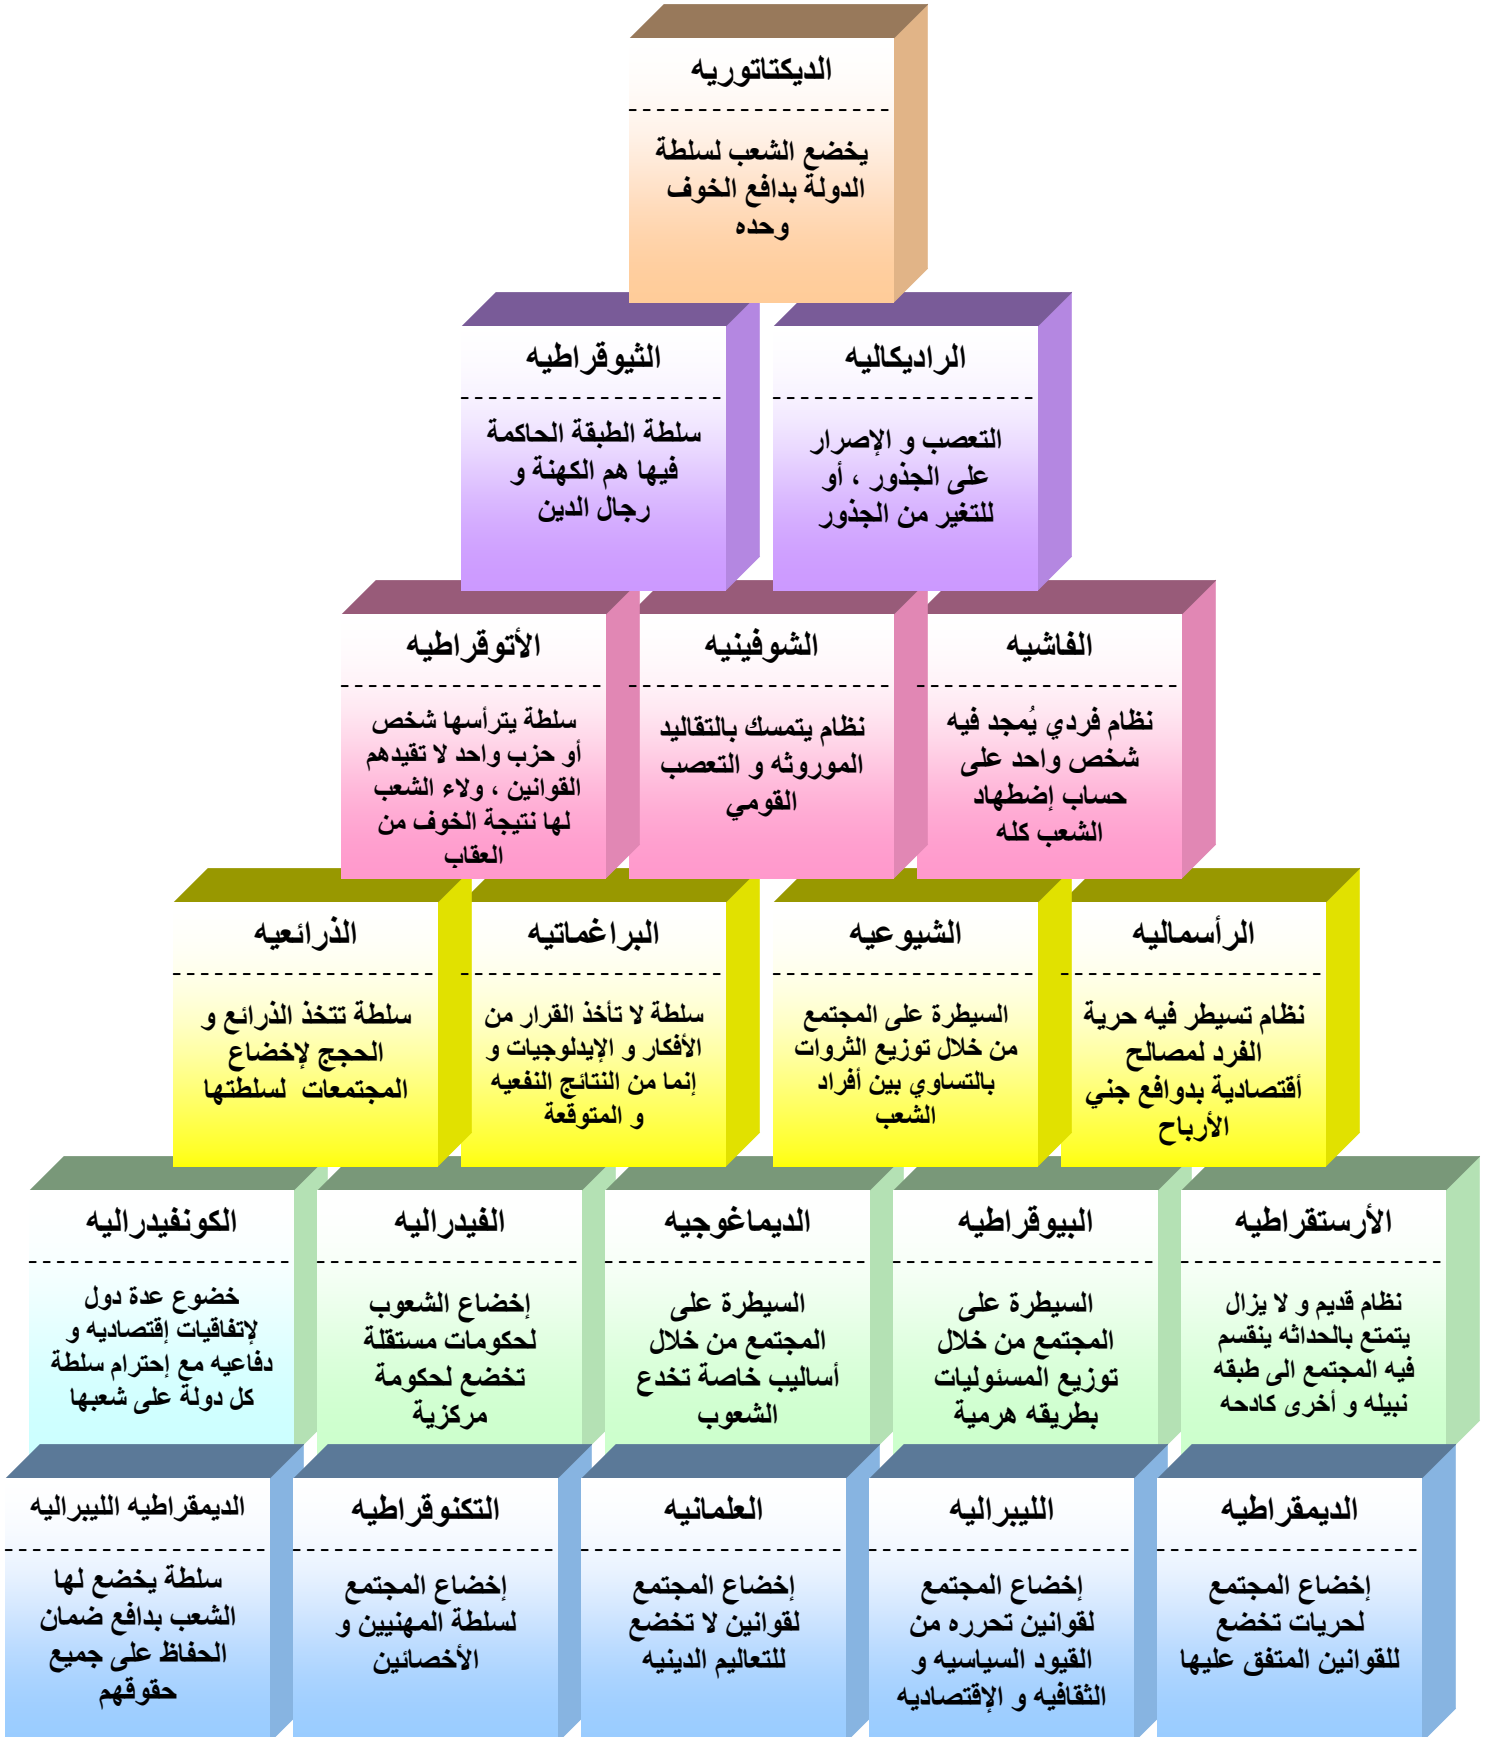 الديكتاتوريه
يخضع الشعب لسلطة
الدولة بدافع الخوف
وحده
الراديكاليه
التعصب و الإصرار
على الجذور ، أو
للتغير من الجذور
الثيوقراطيه
سلطة الطبقة الحاكمة
فيها هم الكهنة و
رجال الدين
الفاشيه
نظام فردي يُمجد فيه
شخص واحد على
حساب إضطهاد
الشعب كله
الشوفينيه
نظام يتمسك بالتقاليد
الموروثه و التعصب
القومي
الأتوقراطيه
سلطة يترأسها شخص
أو حزب واحد لا تقيدهم
القوانين ، ولاء الشعب
لها نتيجة الخوف من
العقاب
الرأسماليه
نظام تسيطر فيه حرية
الفرد لمصالح
أقتصادية بدوافع جني
الأرباح
الشيوعيه
السيطرة على المجتمع
من خلال توزيع الثروات
بالتساوي بين أفراد
الشعب
البراغماتيه
سلطة لا تأخذ القرار من
الأفكار و الإيدلوجيات و
إنما من النتائج النفعيه
و المتوقعة
الذرائعيه
سلطة تتخذ الذرائع و
الحجج لإخضاع
المجتمعات لسلطتها
الأرستقراطيه
نظام قديم و لا يزال
يتمتع بالحداثه ينقسم
فيه المجتمع الى طبقه
نبيله و أخرى كادحه
البيوقراطيه
السيطرة على
المجتمع من خلال
توزيع المسئوليات
بطريقه هرمية
الديماغوجيه
السيطرة على
المجتمع من خلال
أساليب خاصة تخدع
الشعوب
الفيدراليه
إخضاع الشعوب
لحكومات مستقلة
تخضع لحكومة
مركزية
الكونفيدراليه
خضوع عدة دول
لإتفاقيات إقتصاديه و
دفاعيه مع إحترام سلطة
كل دولة على شعبها
الديمقراطيه
إخضاع المجتمع
لحريات تخضع
للقوانين المتفق عليها
الليبراليه
إخضاع المجتمع
لقوانين تحرره من
القيود السياسيه و
الثقافيه و الإقتصاديه
العلمانيه
إخضاع المجتمع
لقوانين لا تخضع
للتعاليم الدينيه
التكنوقراطيه
إخضاع المجتمع
لسلطة المهنيين و
الأخصائين
الديمقراطيه الليبراليه
سلطة يخضع لها
الشعب بدافع ضمان
الحفاظ على جميع
حقوقهم